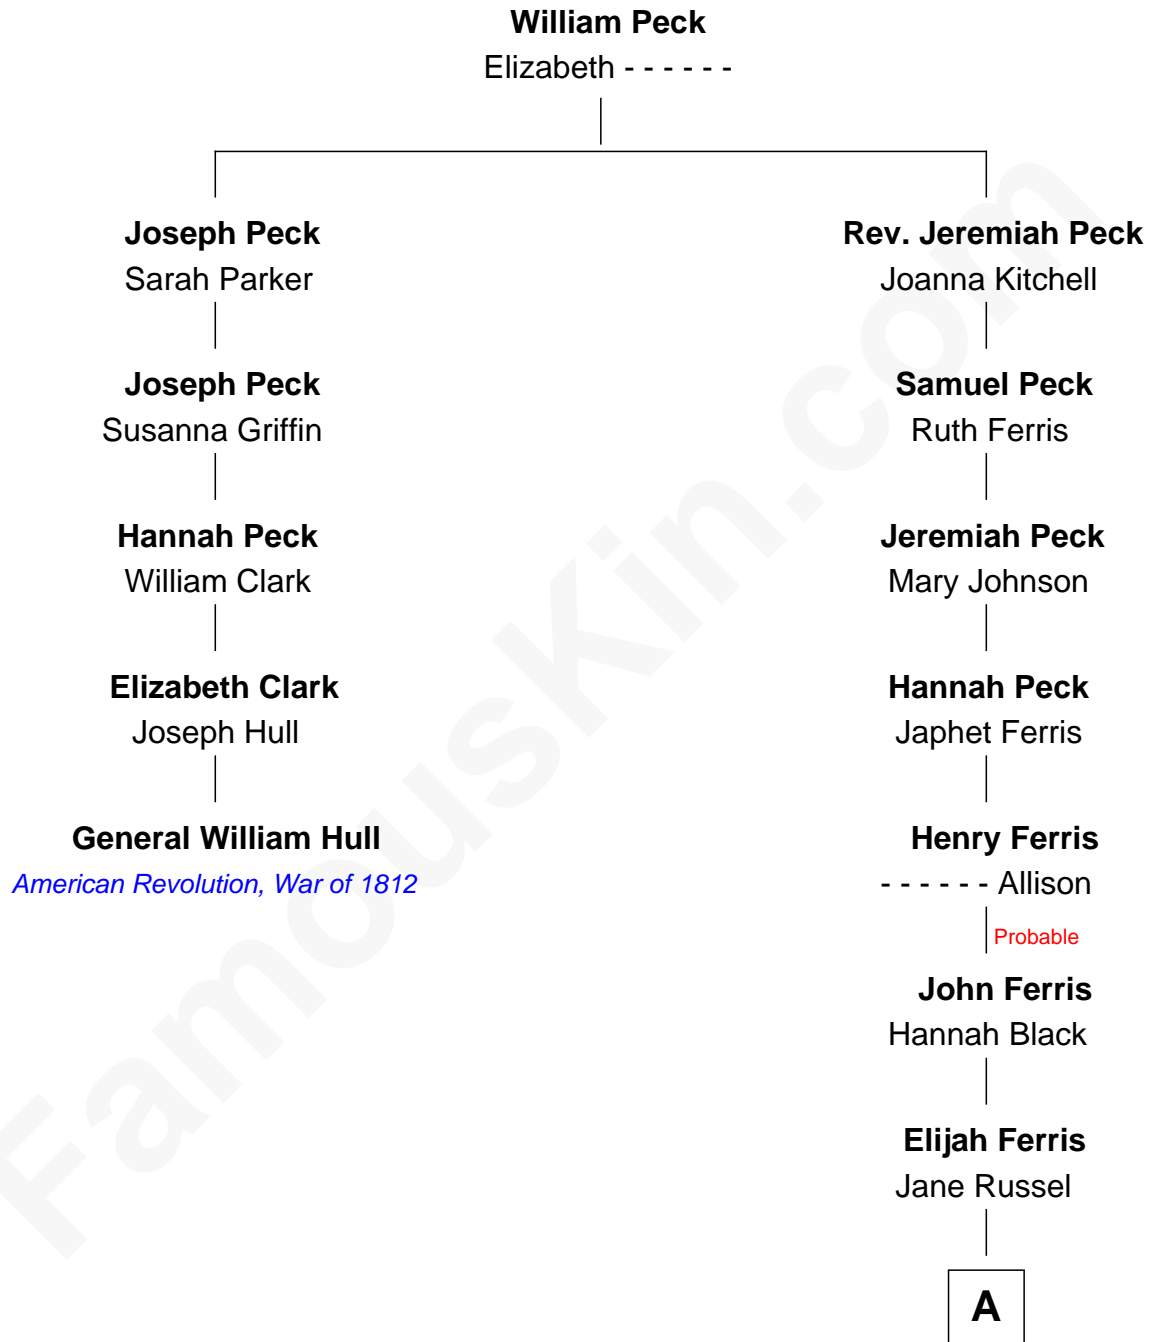 William Peck
Elizabeth - - - - - -
Joseph Peck
Sarah Parker
Rev. Jeremiah Peck
Joanna Kitchell
Joseph Peck
Susanna Griffin
Samuel Peck
Ruth Ferris
Hannah Peck
William Clark
Jeremiah Peck
Mary Johnson
Elizabeth Clark
Joseph Hull
Hannah Peck
Japhet Ferris
General William Hull
American Revolution, War of 1812
Henry Ferris
- - - - - - Allison
Probable
John Ferris
Hannah Black
Elijah Ferris
Jane Russel
A
FamousKin.com